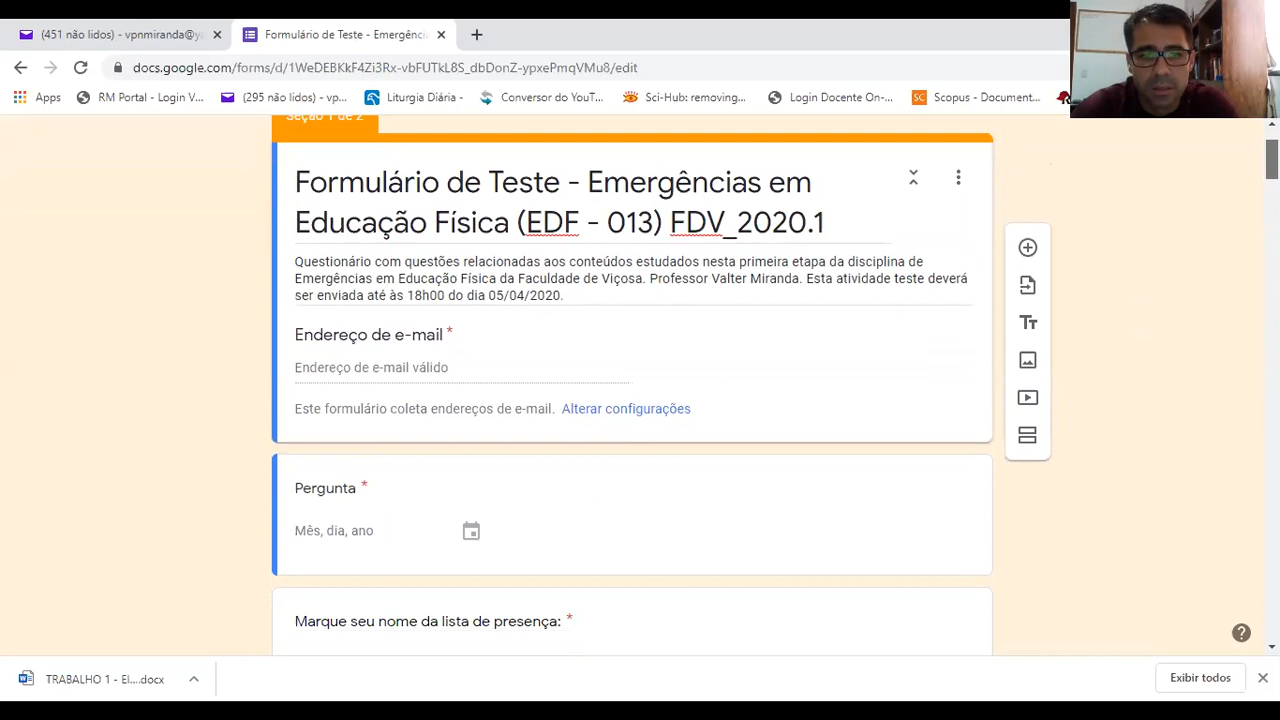 (451 não lidos) - vpnmiranda@y
Formulário de Teste - Emergênci
docs.google.com/forms/d/1WeDEBKkF4Zi3Rx-vbFUTkL8S_dbDonZ-ypxePmqVMu8/edit
Apps
RM Portal - Login V...
(295 não lidos) - vp...
Liturgia Diária -
Conversor do YouT...
Sci-Hub: removing...
Login Docente On-...
SC
Scopus - Document...
Seção 1 de 2
Formulário de Teste - Emergências em
Educação Física (EDF - 013) FDV_2020.1
Questionário com questões relacionadas aos conteúdos estudados nesta primeira etapa da disciplina de
Emergências em Educação Física da Faculdade de Viçosa. Professor Valter Miranda. Esta atividade teste deverá
ser enviada até às 18h00 do dia 05/04/2020.
Endereço de e-mail *
Endereço de e-mail válido
Este formulário coleta endereços de e-mail. Alterar configurações
Pergunta *
Mês, dia, ano
Marque seu nome da lista de presença: *
TRABALHO 1 - El....docx
Exibir todos